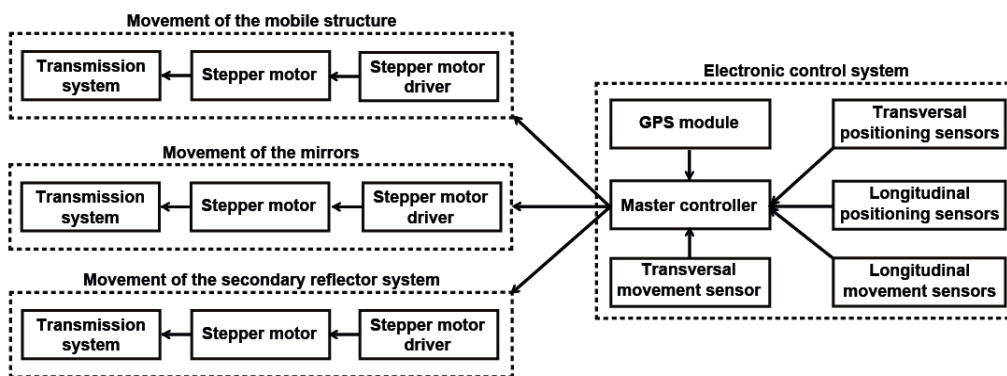 Movement of the mobile structure
Transmission
system
Stepper motor
Stepper motor
driver
Movement of the mirrors
Transmission
system
Stepper motor
Stepper motor
driver
Movement of the secondary reflector system
Transmission
system
Stepper motor
Stepper motor
driver
Electronic control system
GPS module
Master controller
Transversal
movement sensor
Transversal
positioning sensors
Longitudinal
positioning sensors
Longitudinal
movement sensors